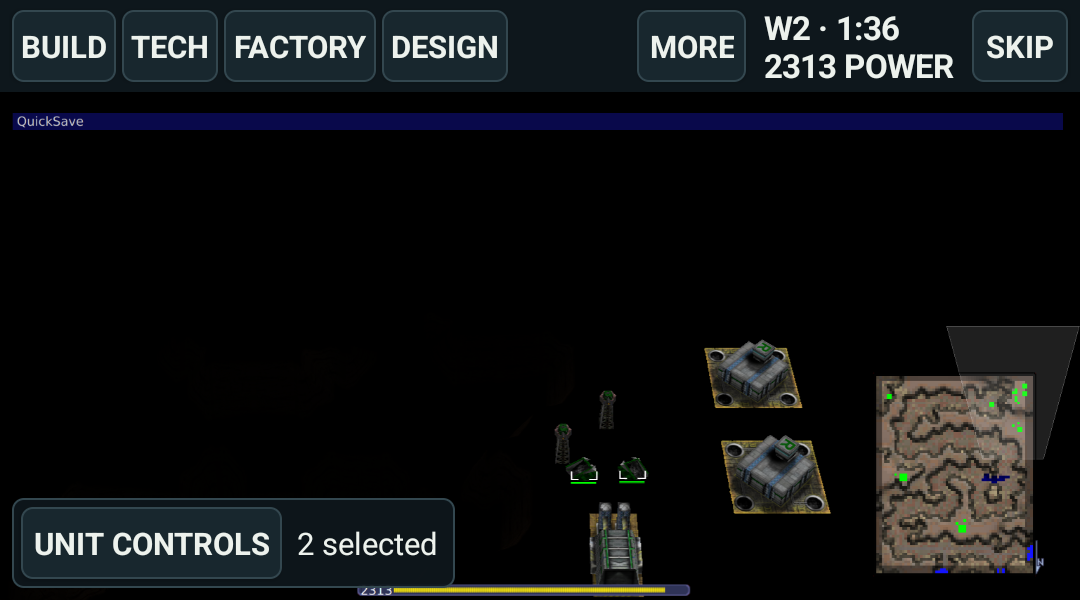 BUILD TECH FACTORY DESIGN MORE W2 · 1:36 SKIP
2313 POWER
QuickSave
R
R
UNIT CONTROLS 2 selected
2313
N